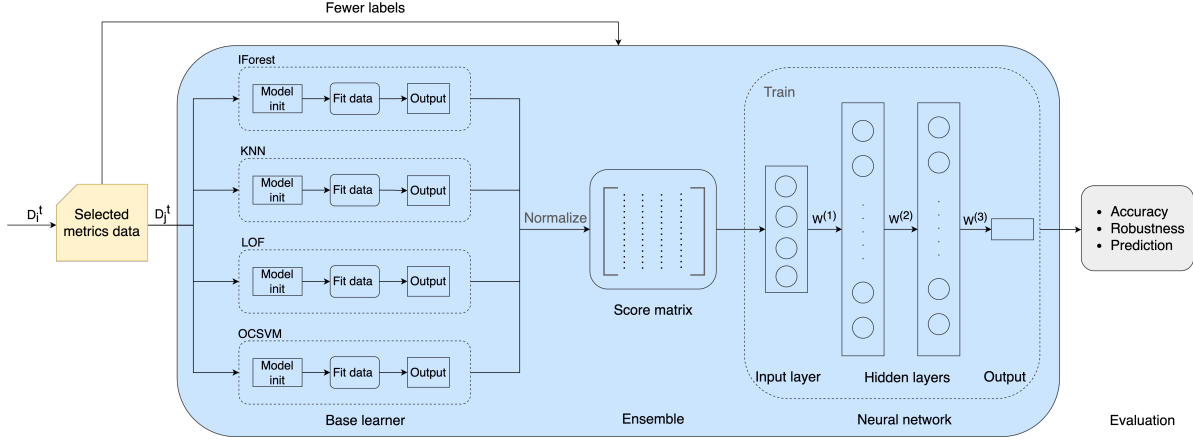 Fewer labels
IForest
Model
init
Fit data
Output
KNN
Model
init
Fit data
Output
LOF
Model
init
Fit data
Output
OCSVM
Model
init
Fit data
Output
Base learner
D_i^t
Selected
metrics data
D_j^t
Normalize
Score matrix
Ensemble
Train
W^(1)
W^(2)
W^(3)
Input layer
Hidden layers
Output
Neural network
• Accuracy
• Robustness
• Prediction
Evaluation